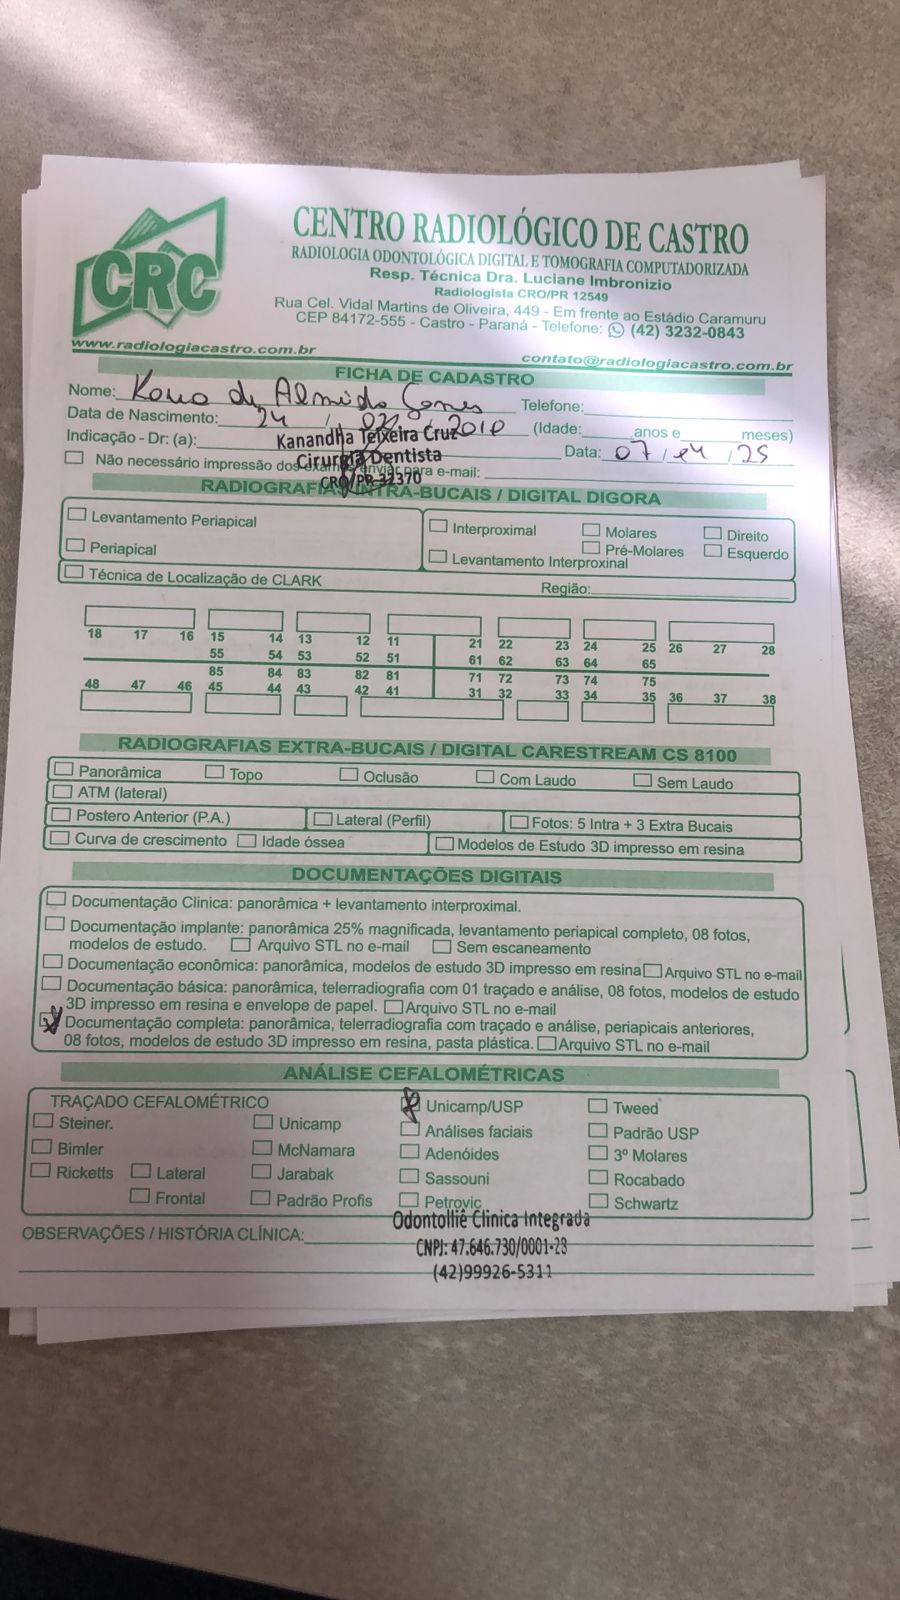 CRC
CENTRO RADIOLÓGICO DE CASTRO
RADIOLOGIA ODONTOLÓGICA DIGITAL E TOMOGRAFIA COMPUTADORIZADA
Resp. Técnica Dra. Luciane Imbronizio
Radiologista CRO/PR 12549
Rua Cel. Vidal Martins de Oliveira, 449 - Em frente ao Estádio Caramuru
CEP 84172-555 - Castro - Paraná - Telefone: (42) 3232-0843
www.radiologiacastro.com.br contato@radiologiacastro.com.br
FICHA DE CADASTRO
Nome: de Almeida Telefone:
Data de Nascimento: 24 / / 2010 (Idade: anos e meses)
Indicação - Dr: (a): Kanandha Teixeira Cruz Data: 07 / / 25
Cirurgiã Dentista
Não necessário impressão dos enviar para e-mail:
CRO/PR 32370
RADIOGRAFIAS INTRA-BUCAIS / DIGITAL DIGORA
Levantamento Periapical Interproximal Molares Direito
Periapical Levantamento Interproxinal Pré-Molares Esquerdo
Técnica de Localização de CLARK Região:
18 17 16 15 14 13 12 11 21 22 23 24 25 26 27 28
55 54 53 52 51 61 62 63 64 65
85 84 83 82 81 71 72 73 74 75
48 47 46 45 44 43 42 41 31 32 33 34 35 36 37 38
RADIOGRAFIAS EXTRA-BUCAIS / DIGITAL CARESTREAM CS 8100
Panorâmica Topo Oclusão Com Laudo Sem Laudo
ATM (lateral)
Postero Anterior (P.A.) Lateral (Perfil) Fotos: 5 Intra + 3 Extra Bucais
Curva de crescimento Idade óssea Modelos de Estudo 3D impresso em resina
DOCUMENTAÇÕES DIGITAIS
Documentação Clinica: panorâmica + levantamento interproximal.
Documentação implante: panorâmica 25% magnificada, levantamento periapical completo, 08 fotos,
modelos de estudo. Arquivo STL no e-mail Sem escaneamento
Documentação econômica: panorâmica, modelos de estudo 3D impresso em resina Arquivo STL no e-mail
Documentação básica: panorâmica, telerradiografia com 01 traçado e análise, 08 fotos, modelos de estudo
3D impresso em resina e envelope de papel. Arquivo STL no e-mail
Documentação completa: panorâmica, telerradiografia com traçado e análise, periapicais anteriores,
08 fotos, modelos de estudo 3D impresso em resina, pasta plástica. Arquivo STL no e-mail
ANÁLISE CEFALOMÉTRICAS
TRAÇADO CEFALOMÉTRICO Unicamp/USP Tweed
Steiner. Unicamp Análises faciais Padrão USP
Bimler McNamara Adenóides 3º Molares
Ricketts Lateral Jarabak Sassouni Rocabado
Frontal Padrão Profis Petrovic Schwartz
OBSERVAÇÕES / HISTÓRIA CLÍNICA:
Odontolliê Clinica Integrada
CNPJ: 47.646.730/0001-28
(42)99926-5311